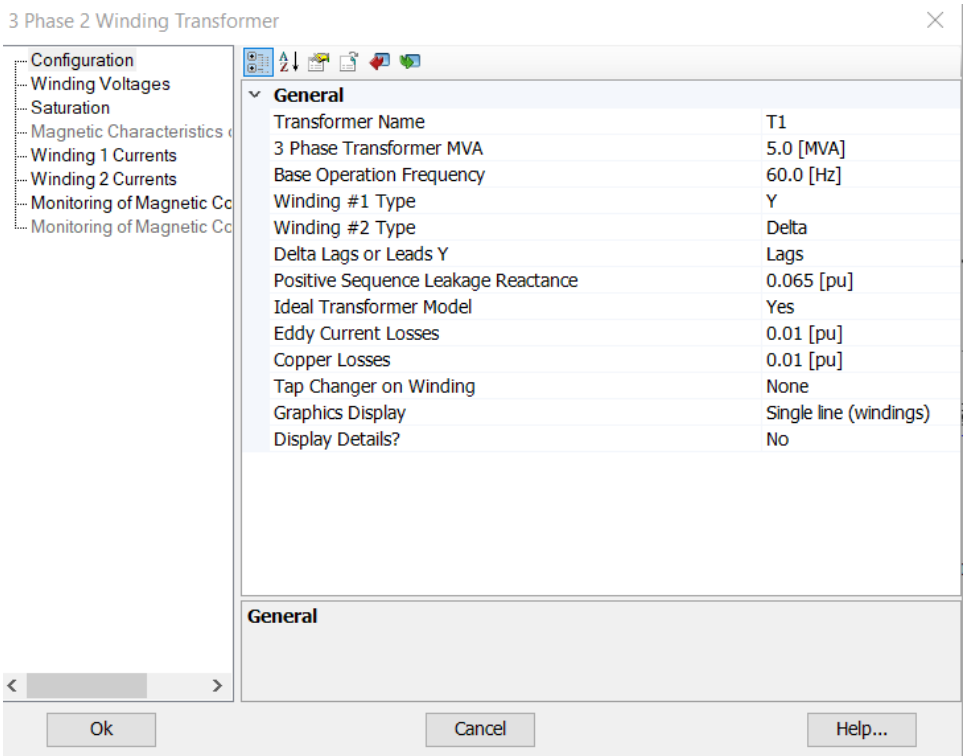 3 Phase 2 Winding Transformer
Configuration
Winding Voltages
Saturation
Magnetic Characteristics
Winding 1 Currents
Winding 2 Currents
Monitoring of Magnetic Co
Monitoring of Magnetic Co
General
Transformer Name T1
3 Phase Transformer MVA 5.0 [MVA]
Base Operation Frequency 60.0 [Hz]
Winding #1 Type Y
Winding #2 Type Delta
Delta Lags or Leads Y Lags
Positive Sequence Leakage Reactance 0.065 [pu]
Ideal Transformer Model Yes
Eddy Current Losses 0.01 [pu]
Copper Losses 0.01 [pu]
Tap Changer on Winding None
Graphics Display Single line (windings)
Display Details? No
General
Ok Cancel Help...